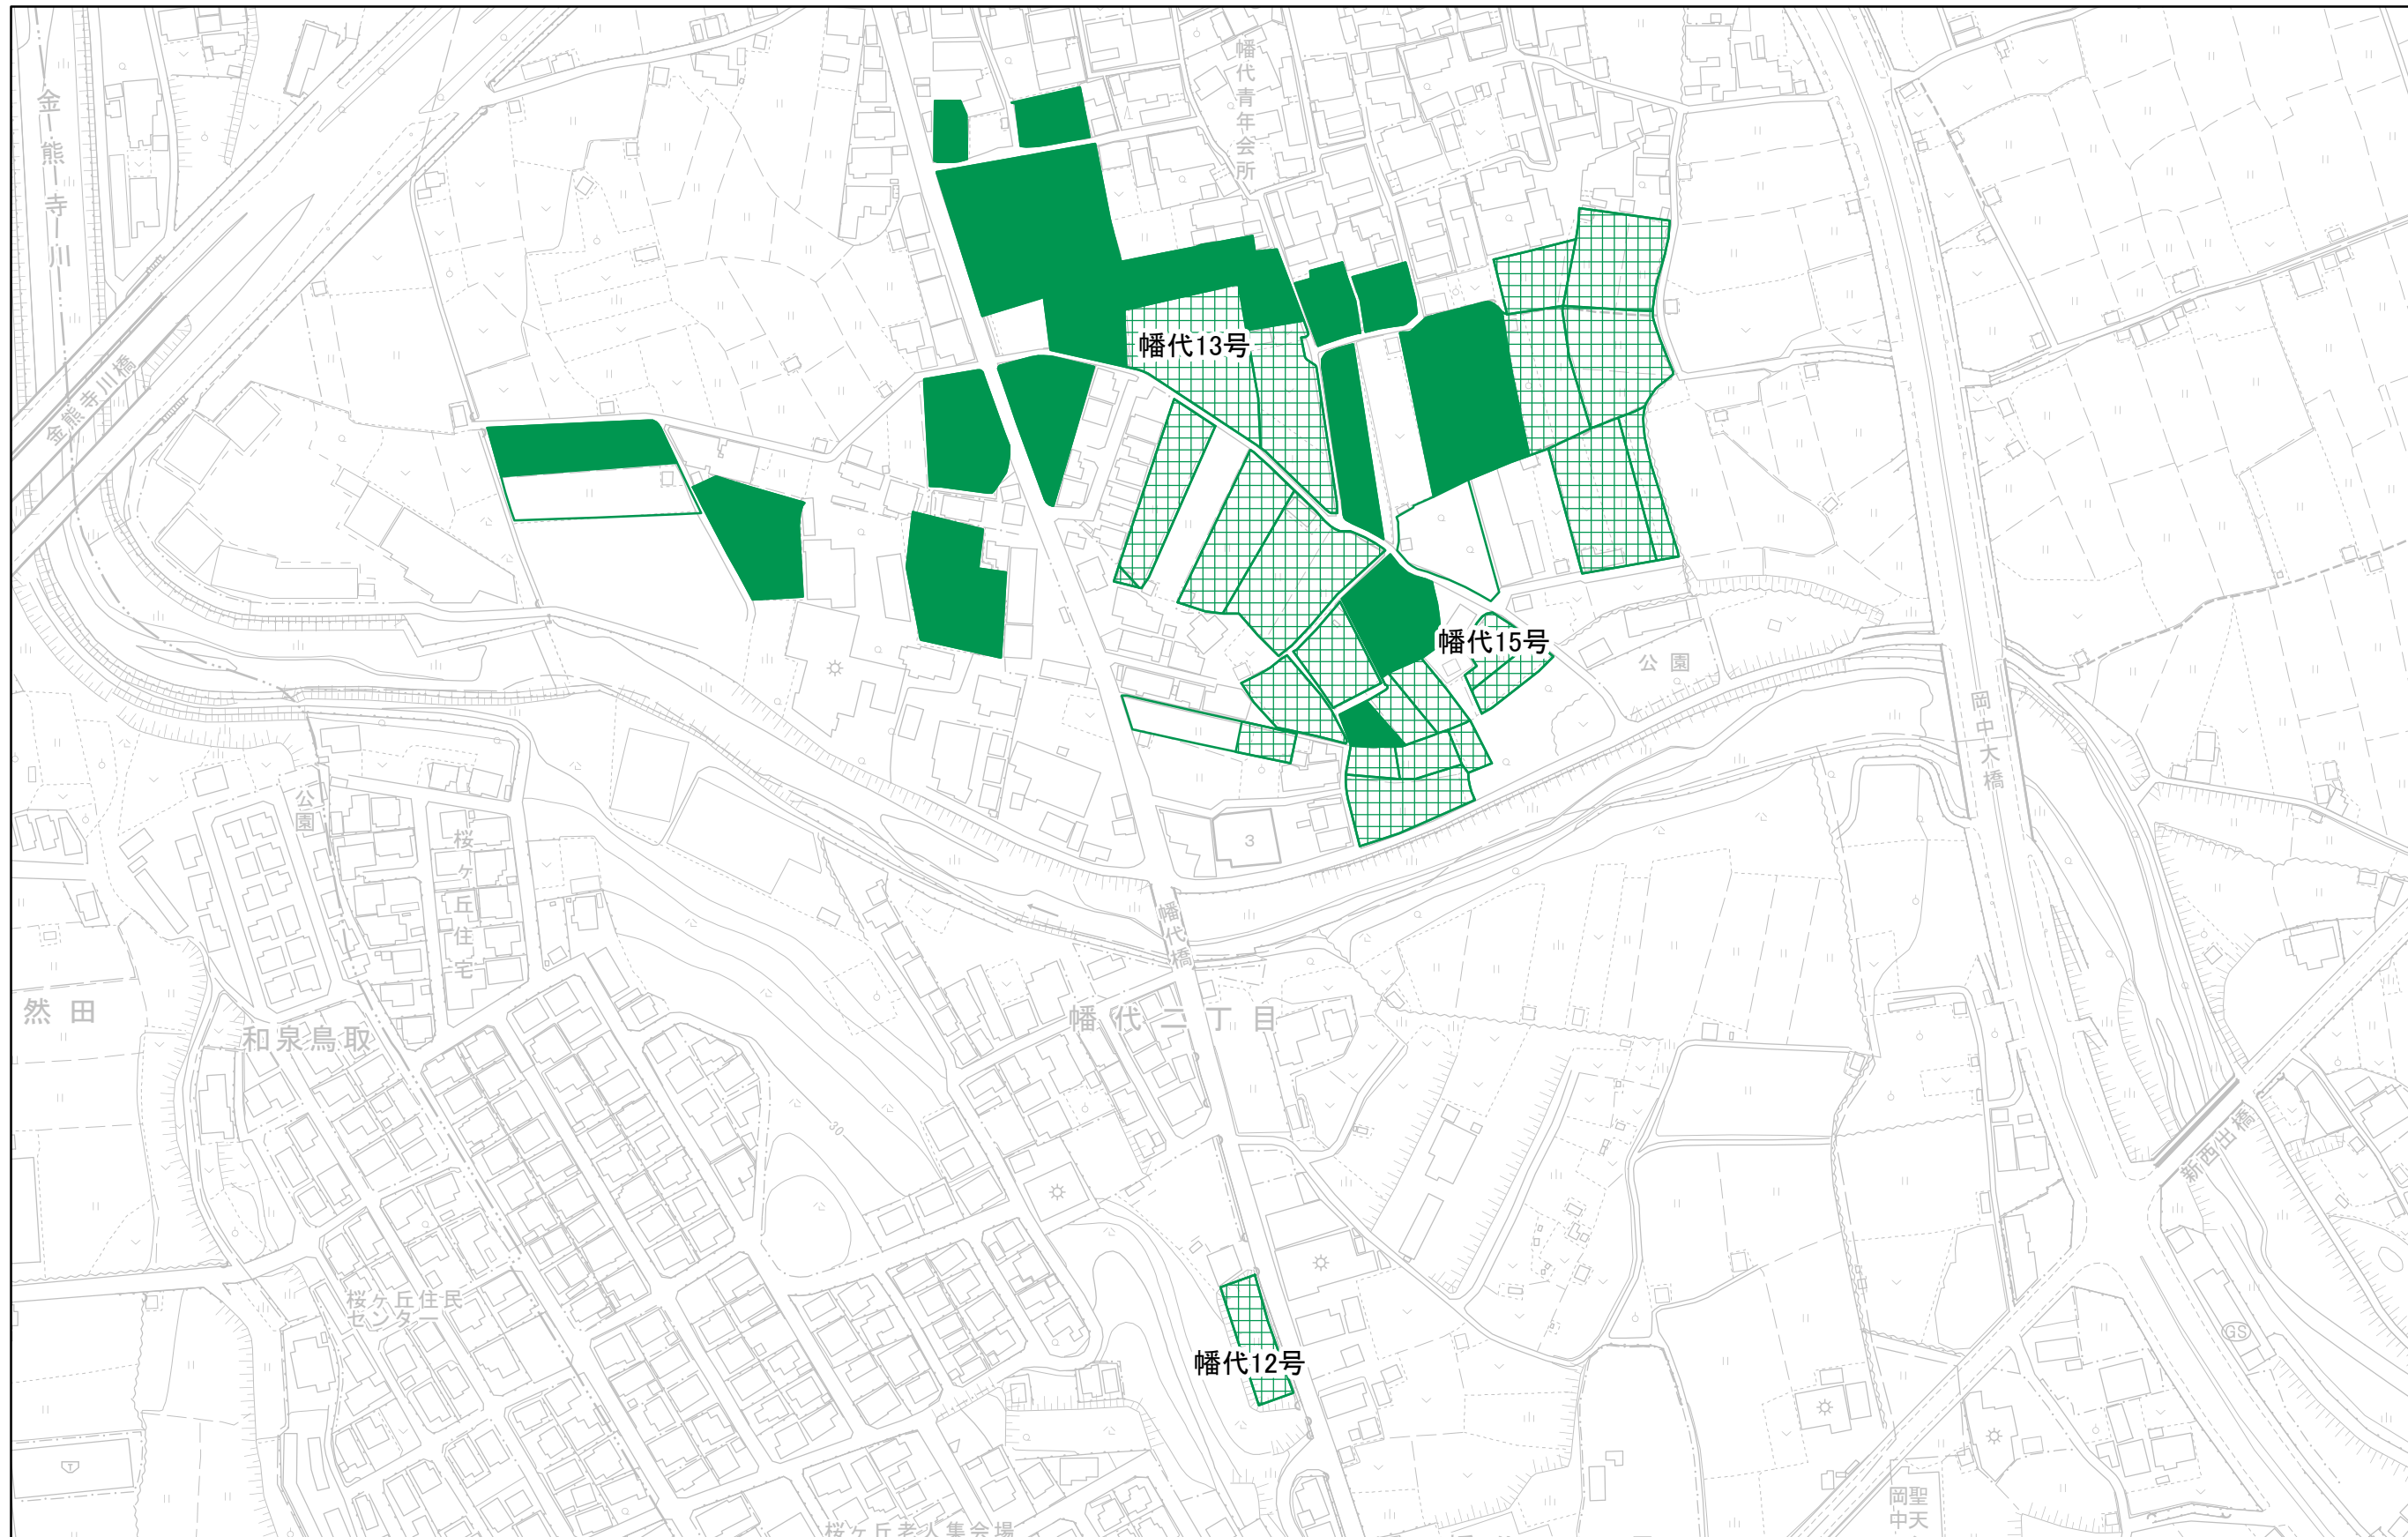 幡代青年会所
金熊寺川
金熊寺川橋
幡代13号
幡代15号
公園
岡中大橋
公園
桜ヶ丘住宅
3
幡代橋
然田
和泉鳥取
幡代二丁目
30
新西出橋
桜ヶ丘住民
センター
幡代12号
GS
T
岡中
聖天
桜ヶ丘老人集会場